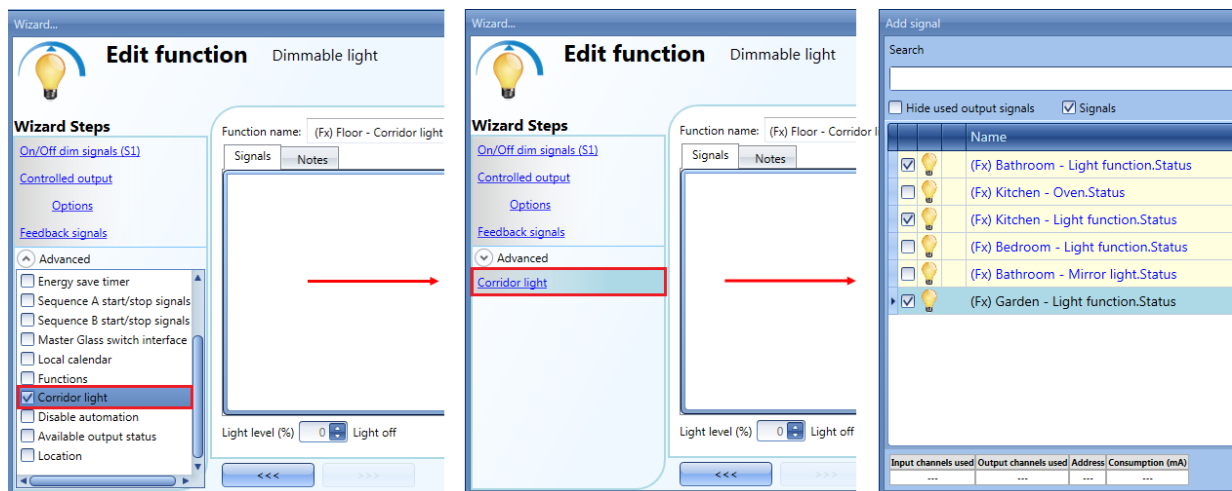 Wizard...
Edit function Dimmable light
Wizard Steps
On/Off dim signals (S1)
Controlled output
Options
Feedback signals
Advanced
Energy save timer
Sequence A start/stop signals
Sequence B start/stop signals
Master Glass switch interface
Local calendar
Functions
Corridor light
Disable automation
Available output status
Location
Function name: (Fx) Floor - Corridor light
Signals Notes
Light level (%) 0 Light off
<<< >>>
Wizard...
Edit function Dimmable light
Wizard Steps
On/Off dim signals (S1)
Controlled output
Options
Feedback signals
Advanced
Corridor light
Function name: (Fx) Floor - Corridor
Signals Notes
Light level (%) 0 Light off
<<< >>>
Add signal
Search
Hide used output signals Signals
Name
(Fx) Bathroom - Light function.Status
(Fx) Kitchen - Oven.Status
(Fx) Kitchen - Light function.Status
(Fx) Bedroom - Light function.Status
(Fx) Bathroom - Mirror light.Status
(Fx) Garden - Light function.Status
Input channels used Output channels used Address Consumption (mA)
--- --- --- ---